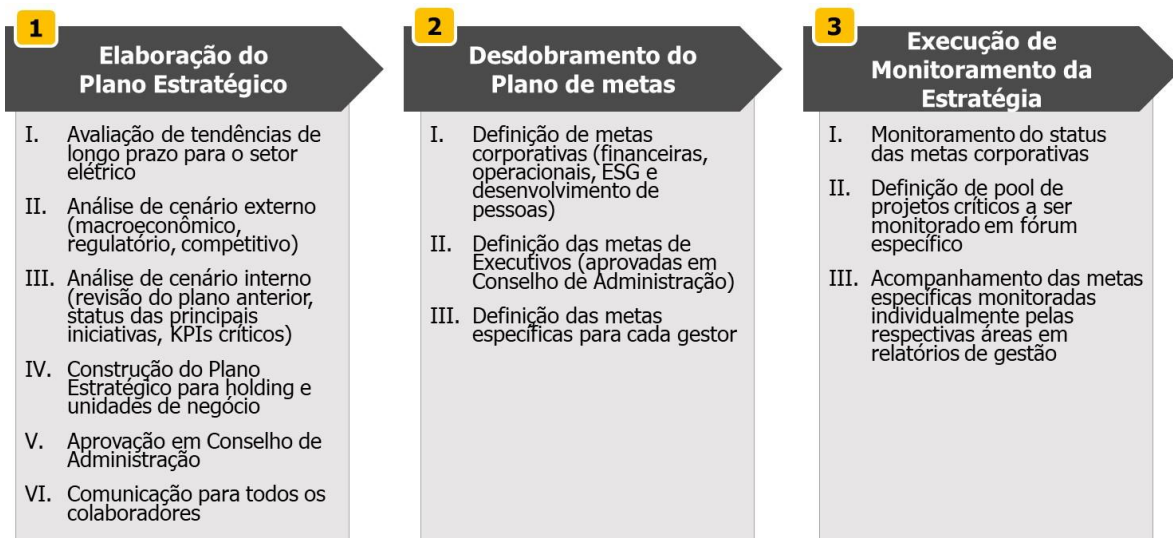 1
Elaboração do
Plano Estratégico
I. Avaliação de tendências de
longo prazo para o setor
elétrico
II. Análise de cenário externo
(macroeconômico,
regulatório, competitivo)
III. Análise de cenário interno
(revisão do plano anterior,
status das principais
iniciativas, KPIs críticos)
IV. Construção do Plano
Estratégico para holding e
unidades de negócio
V. Aprovação em Conselho de
Administração
VI. Comunicação para todos os
colaboradores
2
Desdobramento do
Plano de metas
I. Definição de metas
corporativas (financeiras,
operacionais, ESG e
desenvolvimento de
pessoas)
II. Definição das metas de
Executivos (aprovadas em
Conselho de Administração)
III. Definição das metas
específicas para cada gestor
3
Execução de
Monitoramento da
Estratégia
I. Monitoramento do status
das metas corporativas
II. Definição de pool de
projetos críticos a ser
monitorado em fórum
específico
III. Acompanhamento das metas
específicas monitoradas
individualmente pelas
respectivas áreas em
relatórios de gestão